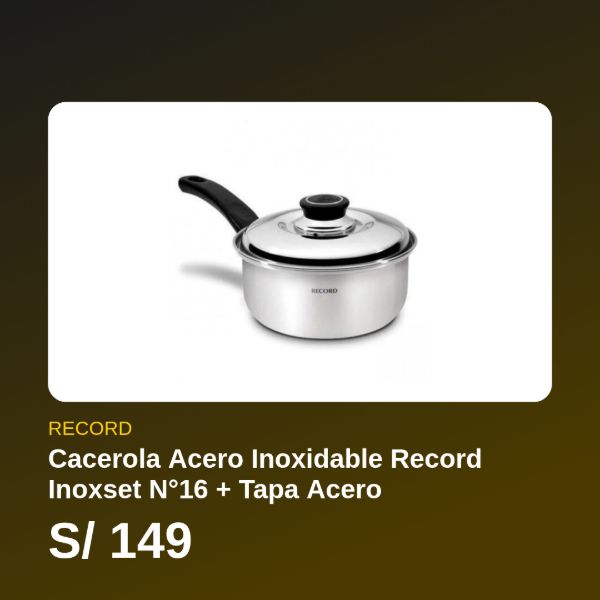 RECORD
RECORD
Cacerola Acero Inoxidable Record
Inoxset N°16 + Tapa Acero
S/ 149